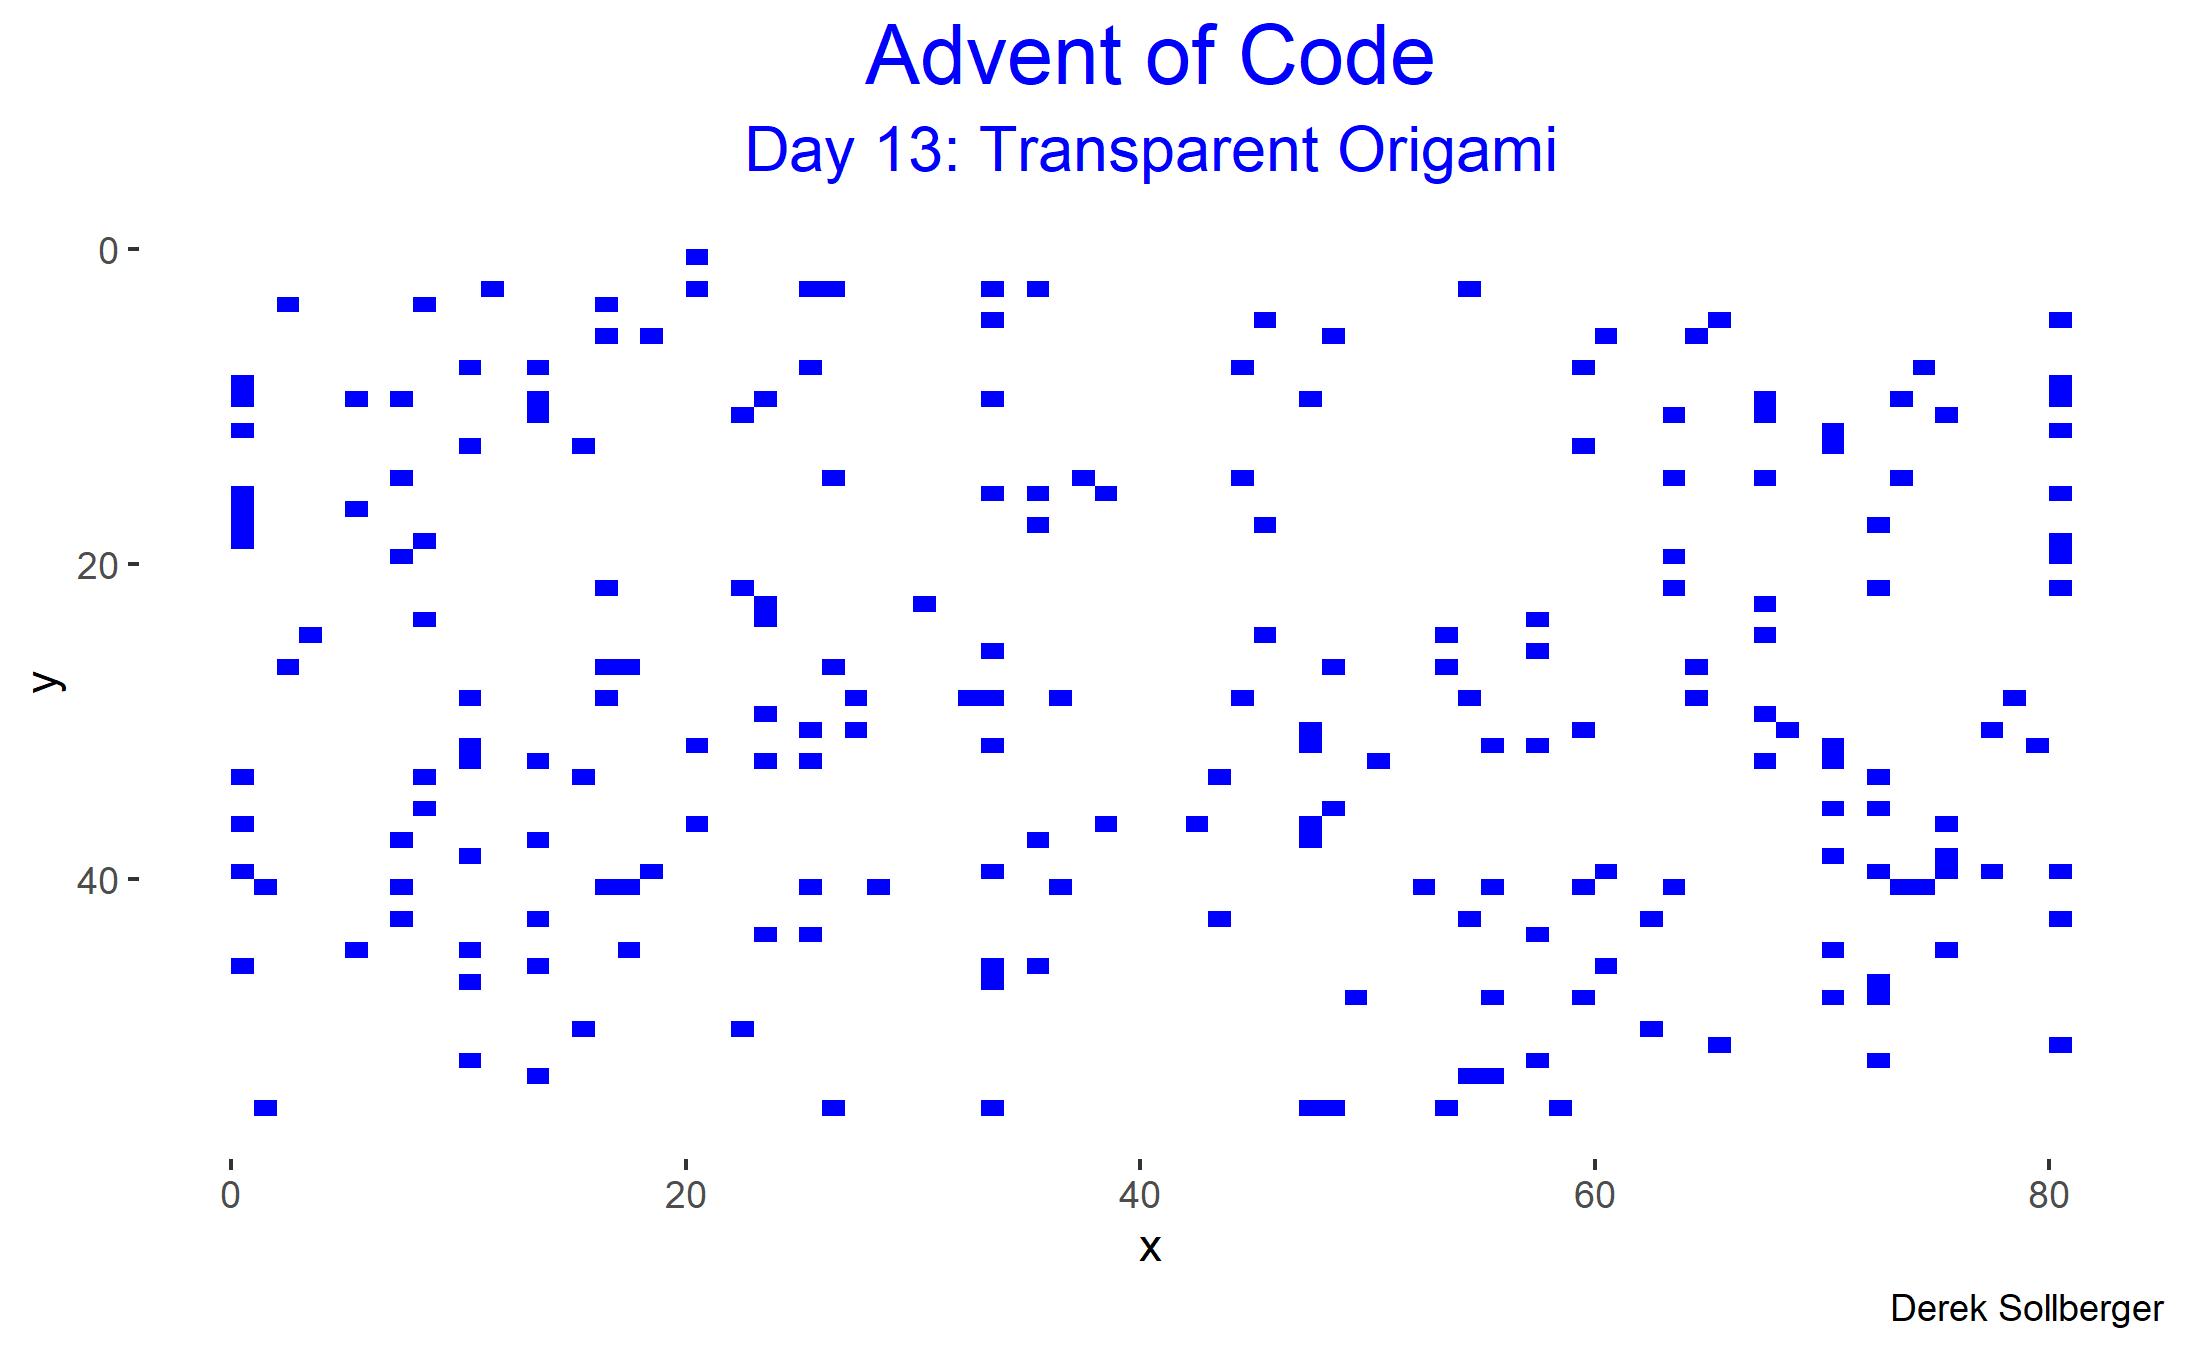 Advent of Code
Day 13: Transparent Origami
0
20
40
y
0 20 40 60 80
x
Derek Sollberger